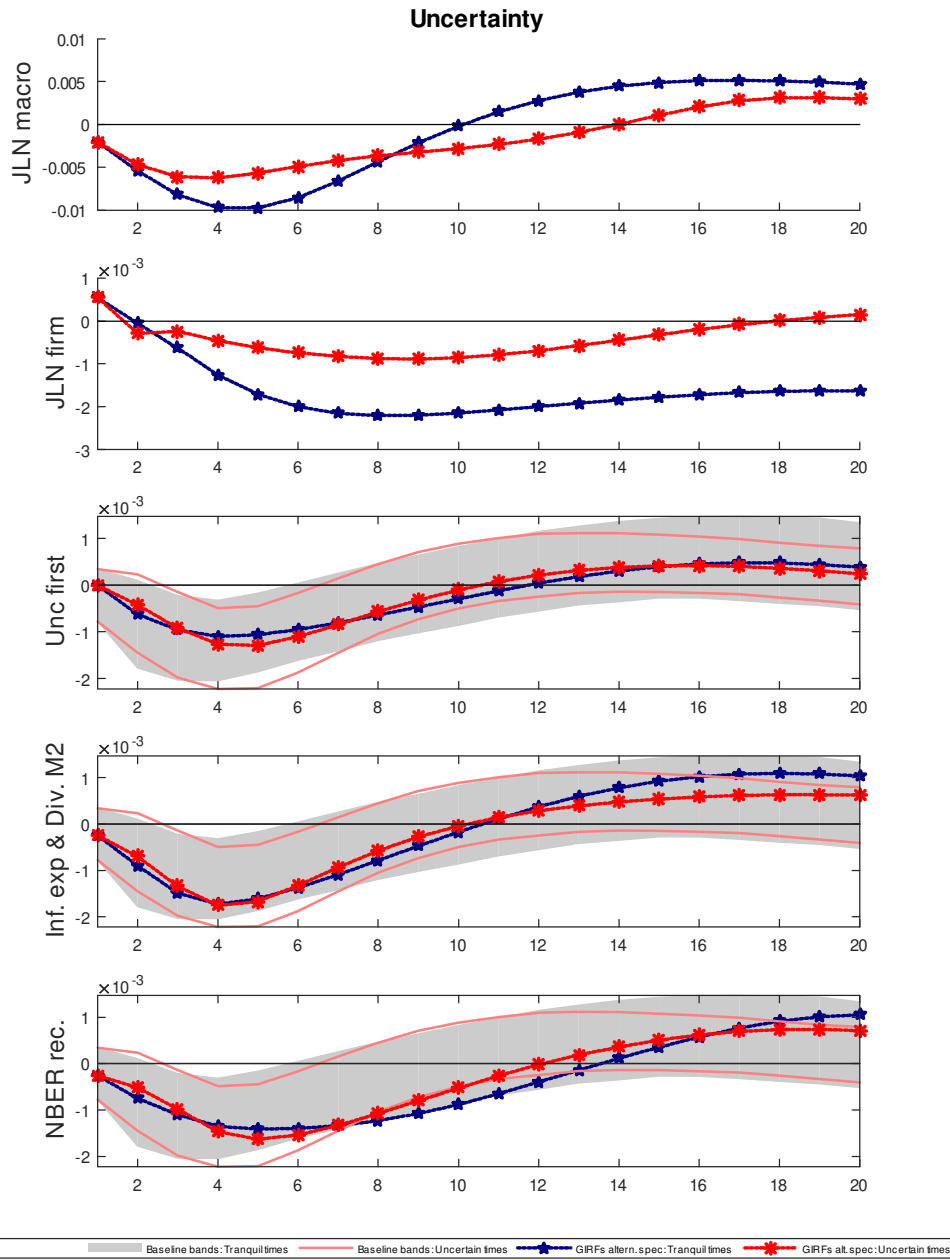 Uncertainty
JLN macro
0.01
0.005
0
-0.005
-0.01
2 4 6 8 10 12 14 16 18 20
JLN firm
×10 -3
1
0
-1
-2
-3
2 4 6 8 10 12 14 16 18 20
Unc first
×10 -3
1
0
-1
-2
2 4 6 8 10 12 14 16 18 20
Inf. exp & Div. M2
×10 -3
1
0
-1
-2
2 4 6 8 10 12 14 16 18 20
NBER rec.
×10 -3
1
0
-1
-2
2 4 6 8 10 12 14 16 18 20
Baseline bands: Tranquil times Baseline bands: Uncertain times GIRFs altern. spec: Tranquil times GIRFs alt. spec: Uncertain times